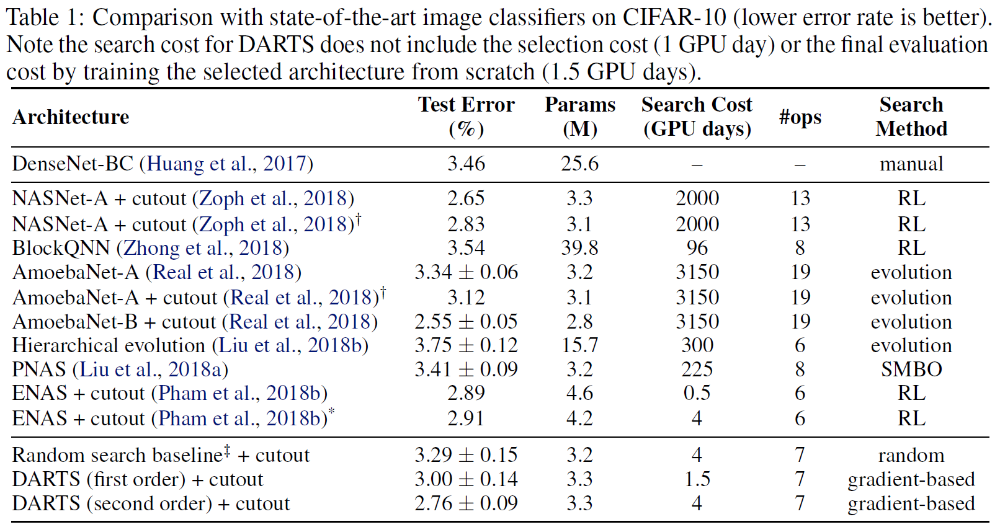 Table 1: Comparison with state-of-the-art image classifiers on CIFAR-10 (lower error rate is better).
Note the search cost for DARTS does not include the selection cost (1 GPU day) or the final evaluation
cost by training the selected architecture from scratch (1.5 GPU days).
Architecture Test Error (%) Params (M) Search Cost (GPU days) #ops Search Method
DenseNet-BC (Huang et al., 2017) 3.46 25.6 – – manual
NASNet-A + cutout (Zoph et al., 2018) 2.65 3.3 2000 13 RL
NASNet-A + cutout (Zoph et al., 2018)† 2.83 3.1 2000 13 RL
BlockQNN (Zhong et al., 2018) 3.54 39.8 96 8 RL
AmoebaNet-A (Real et al., 2018) 3.34 ± 0.06 3.2 3150 19 evolution
AmoebaNet-A + cutout (Real et al., 2018)† 3.12 3.1 3150 19 evolution
AmoebaNet-B + cutout (Real et al., 2018) 2.55 ± 0.05 2.8 3150 19 evolution
Hierarchical evolution (Liu et al., 2018b) 3.75 ± 0.12 15.7 300 6 evolution
PNAS (Liu et al., 2018a) 3.41 ± 0.09 3.2 225 8 SMBO
ENAS + cutout (Pham et al., 2018b) 2.89 4.6 0.5 6 RL
ENAS + cutout (Pham et al., 2018b)* 2.91 4.2 4 6 RL
Random search baseline‡ + cutout 3.29 ± 0.15 3.2 4 7 random
DARTS (first order) + cutout 3.00 ± 0.14 3.3 1.5 7 gradient-based
DARTS (second order) + cutout 2.76 ± 0.09 3.3 4 7 gradient-based